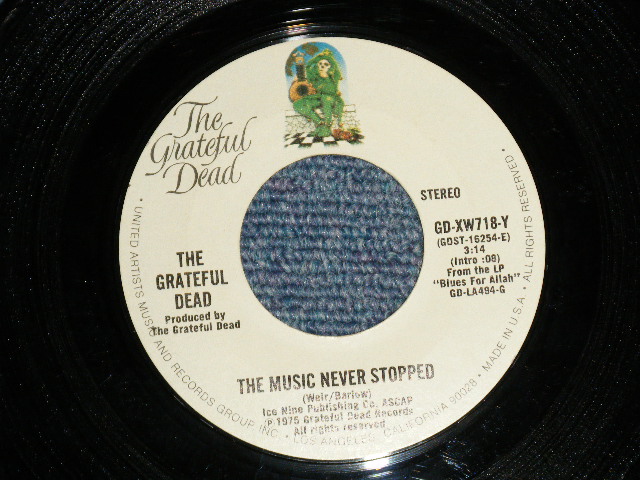 The
Grateful
Dead
STEREO
GD-XW718-Y
(GDST-16254-E)
3:14
(Intro :08)
From the LP
"Blues For Allah"
GD-LA494-G
THE
GRATEFUL
DEAD
Produced by
The Grateful Dead
THE MUSIC NEVER STOPPED
(Weir/Barlow)
Ice Nine Publishing Co. ASCAP
℗ 1975 Grateful Dead Records
All rights reserved
• UNITED ARTISTS MUSIC AND RECORDS GROUP INC. • LOS ANGELES, CALIFORNIA 90028 • MADE IN U.S.A. • ALL RIGHTS RESERVED •